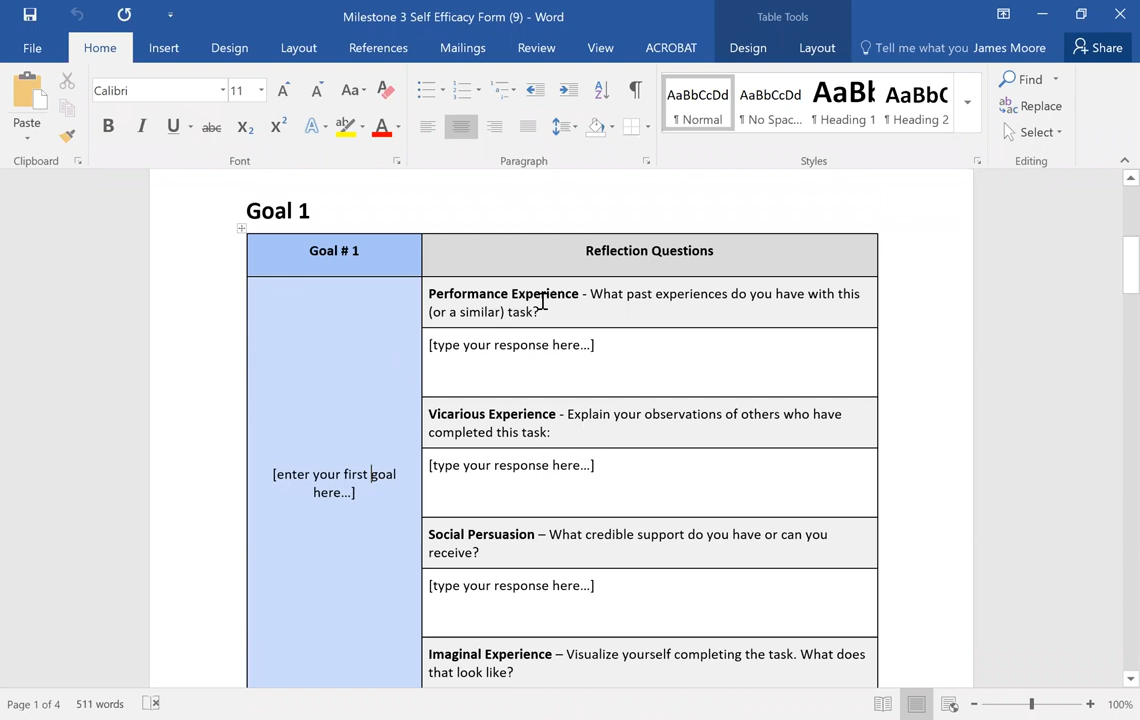 Milestone 3 Self Efficacy Form (9) - Word
Table Tools
File Home Insert Design Layout References Mailings Review View ACROBAT Design Layout Tell me what you James Moore Share
Paste
Clipboard
Calibri 11 Aa
B I U abc X2 X2 A A
Font
Paragraph
AaBbCcDd AaBbCcDd AaBb AaBbC
¶ Normal ¶ No Spac... Heading 1 ¶ Heading 2
Styles
Find
Replace
Select
Editing
Goal 1
Goal # 1
Reflection Questions
[enter your first goal
here...]
Performance Experience - What past experiences do you have with this
(or a similar) task?
[type your response here...]
Vicarious Experience - Explain your observations of others who have
completed this task:
[type your response here...]
Social Persuasion – What credible support do you have or can you
receive?
[type your response here...]
Imaginal Experience – Visualize yourself completing the task. What does
that look like?
Page 1 of 4 511 words 100%